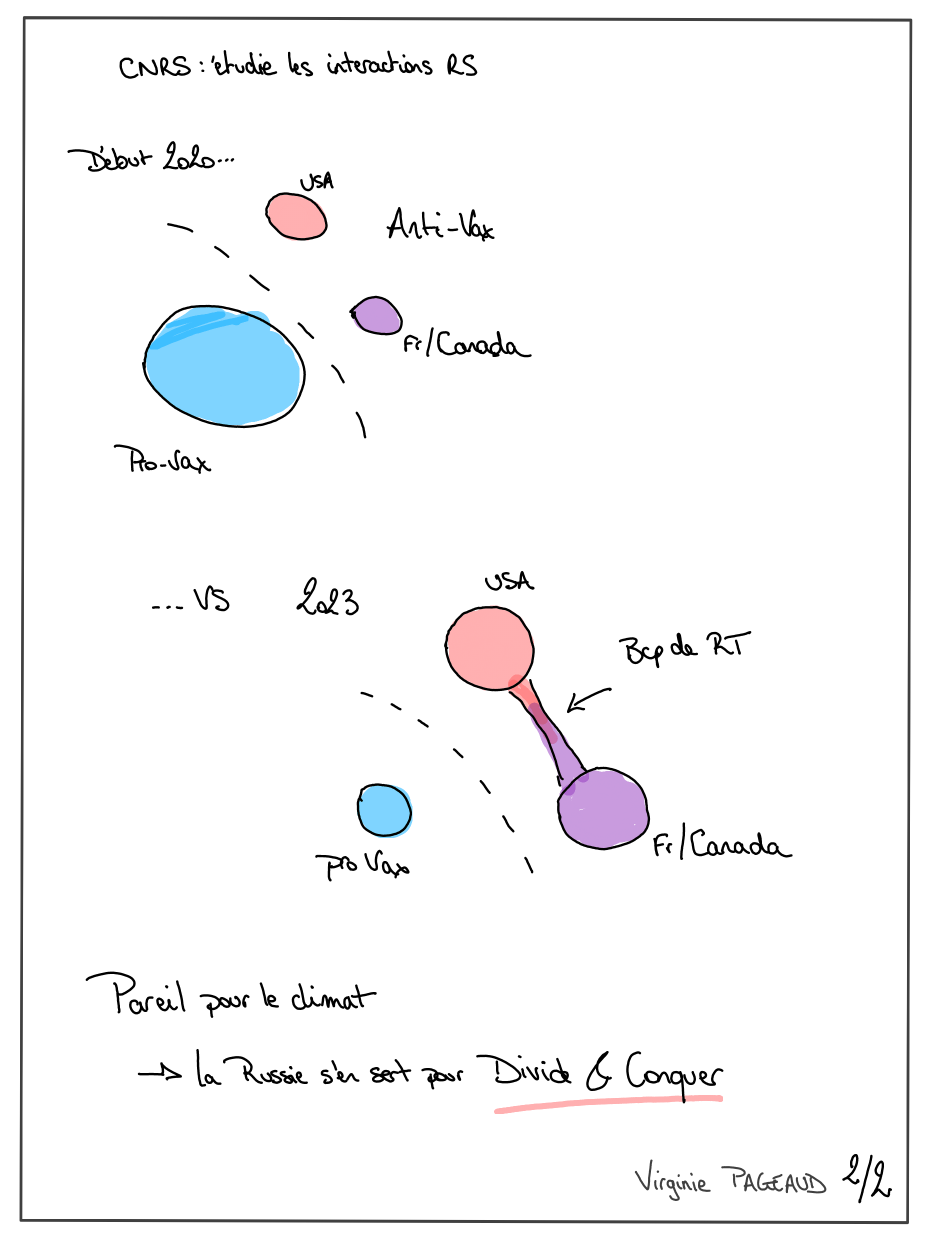 CNRS : étudie les interactions RS
Début 2020...
USA
Anti-Vax
Fr/Canada
Pro-Vax
... VS 2023
USA
Bcp de RT
Fr/Canada
pro Vax
Pareil pour le climat
→ la Russie s'en sert pour Divide & Conquer
Virginie PAGEAUD 2/2